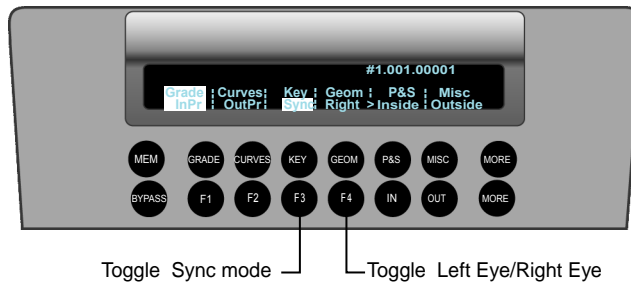 #1.001.00001
Grade ¦ Curves ¦ Key ¦ Geom ¦ P&S ¦ Misc
InPr ¦ OutPr ¦ Sync Right > Inside ¦ Outside
MEM GRADE CURVES KEY GEOM P&S MISC MORE
BYPASS F1 F2 F3 F4 IN OUT MORE
Toggle Sync mode Toggle Left Eye/Right Eye